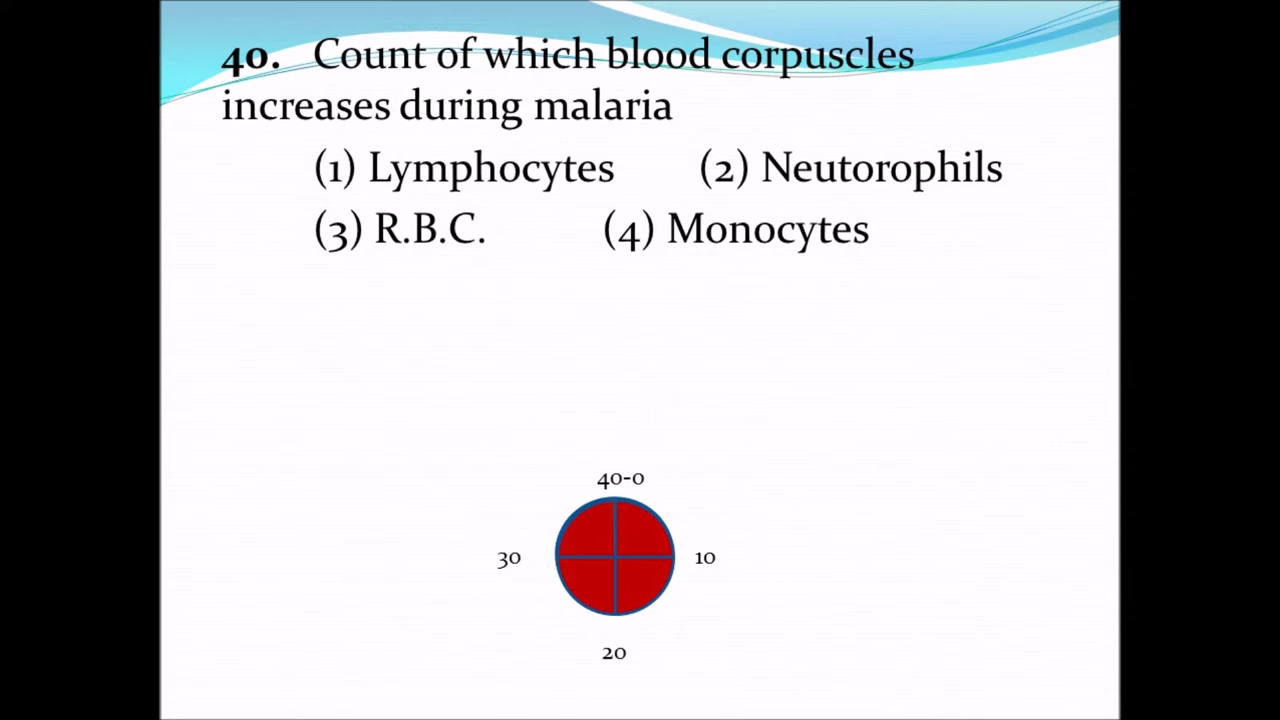 40. Count of which blood corpuscles
increases during malaria
(1) Lymphocytes (2) Neutorophils
(3) R.B.C. (4) Monocytes
40-0
30 10
20